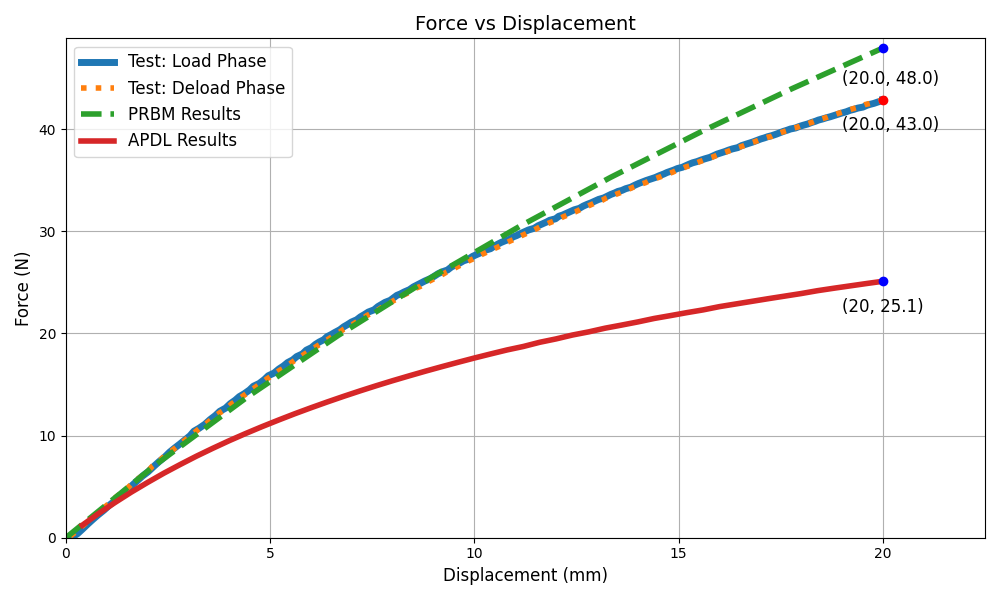 Force vs Displacement
Test: Load Phase
Test: Deload Phase
PRBM Results
APDL Results
(20.0, 48.0)
(20.0, 43.0)
(20, 25.1)
Force (N)
40
30
20
10
0
0 5 10 15 20
Displacement (mm)